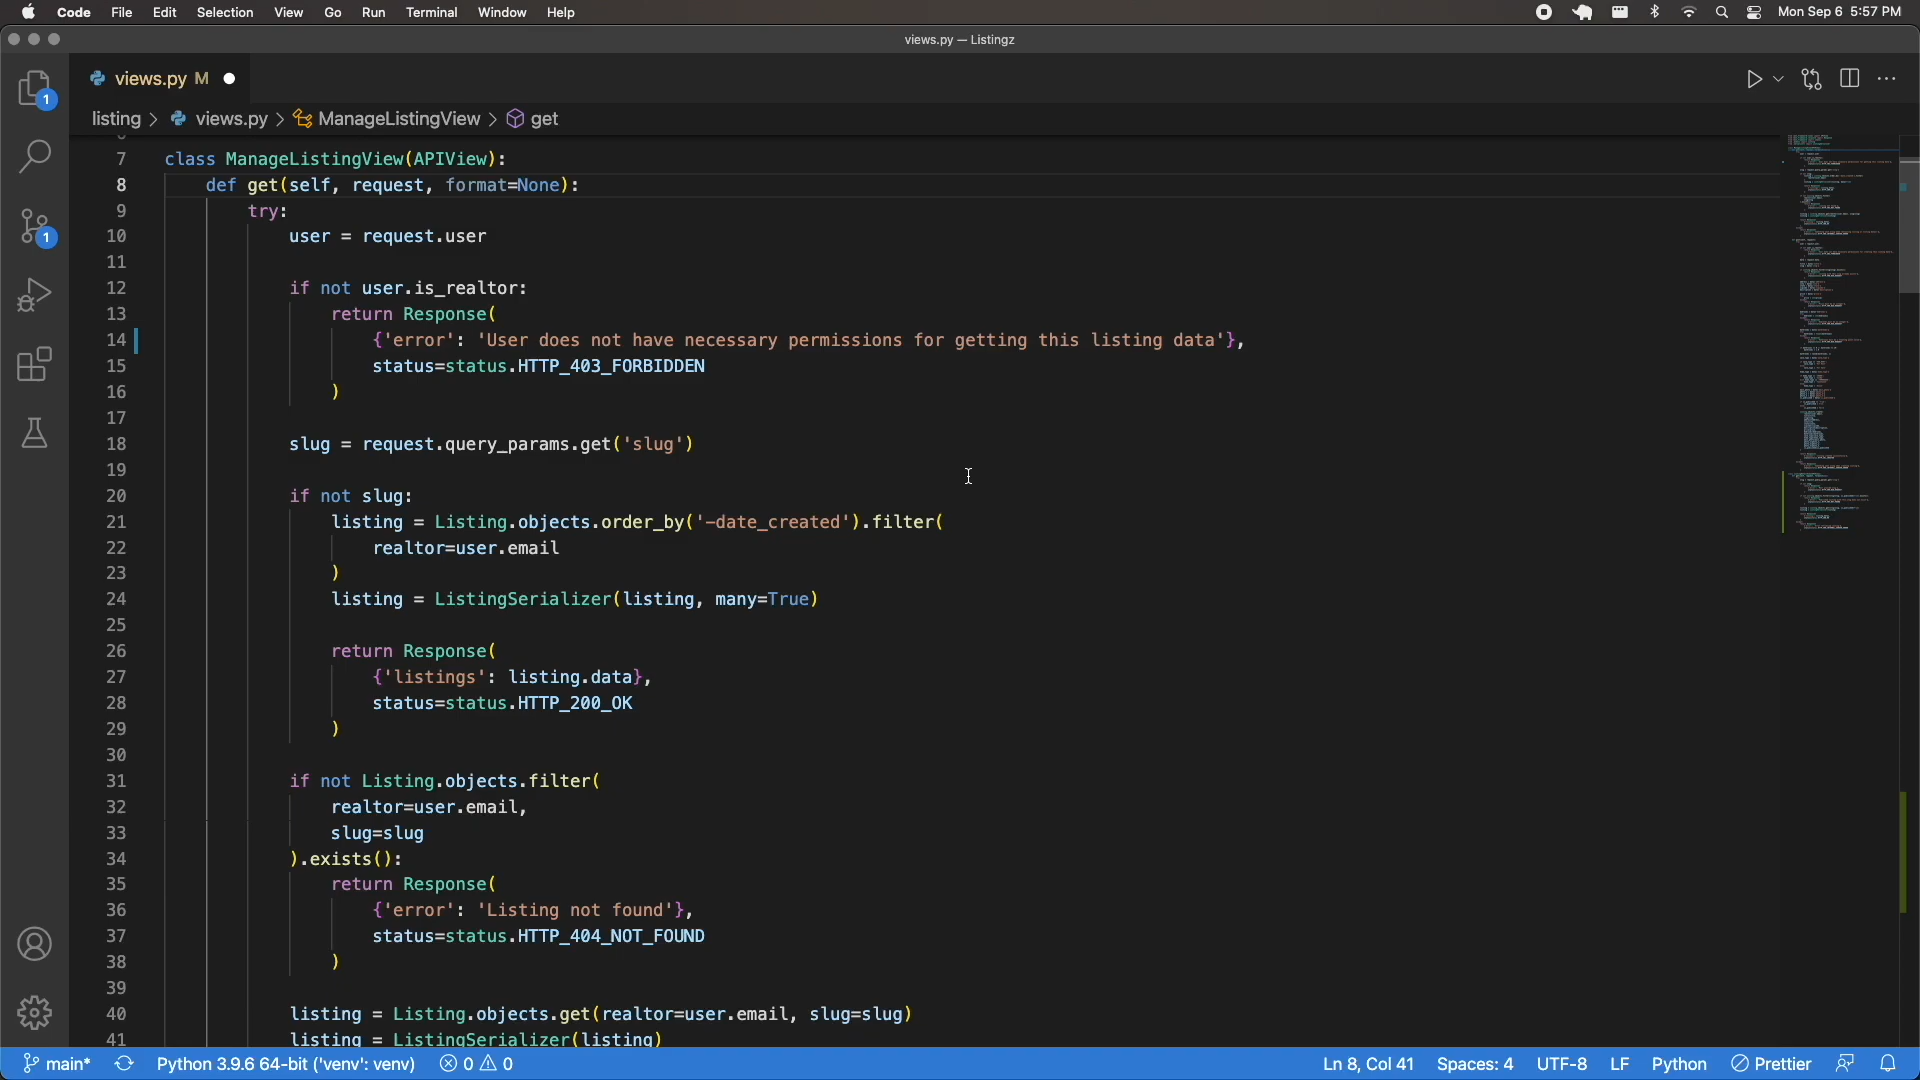 Code File Edit Selection View Go Run Terminal Window Help Mon Sep 6 5:57 PM
views.py — Listingz
views.py M
listing > views.py > ManageListingView > get
7 class ManageListingView(APIView):
8 def get(self, request, format=None):
9 try:
10 user = request.user
11
12 if not user.is_realtor:
13 return Response(
14 {'error': 'User does not have necessary permissions for getting this listing data'},
15 status=status.HTTP_403_FORBIDDEN
16 )
17
18 slug = request.query_params.get('slug')
19
20 if not slug:
21 listing = Listing.objects.order_by('-date_created').filter(
22 realtor=user.email
23 )
24 listing = ListingSerializer(listing, many=True)
25
26 return Response(
27 {'listings': listing.data},
28 status=status.HTTP_200_OK
29 )
30
31 if not Listing.objects.filter(
32 realtor=user.email,
33 slug=slug
34 ).exists():
35 return Response(
36 {'error': 'Listing not found'},
37 status=status.HTTP_404_NOT_FOUND
38 )
39
40 listing = Listing.objects.get(realtor=user.email, slug=slug)
41 listing = ListingSerializer(listing)
1
1
main* Python 3.9.6 64-bit ('venv': venv) 0 0 Ln 8, Col 41 Spaces: 4 UTF-8 LF Python Prettier